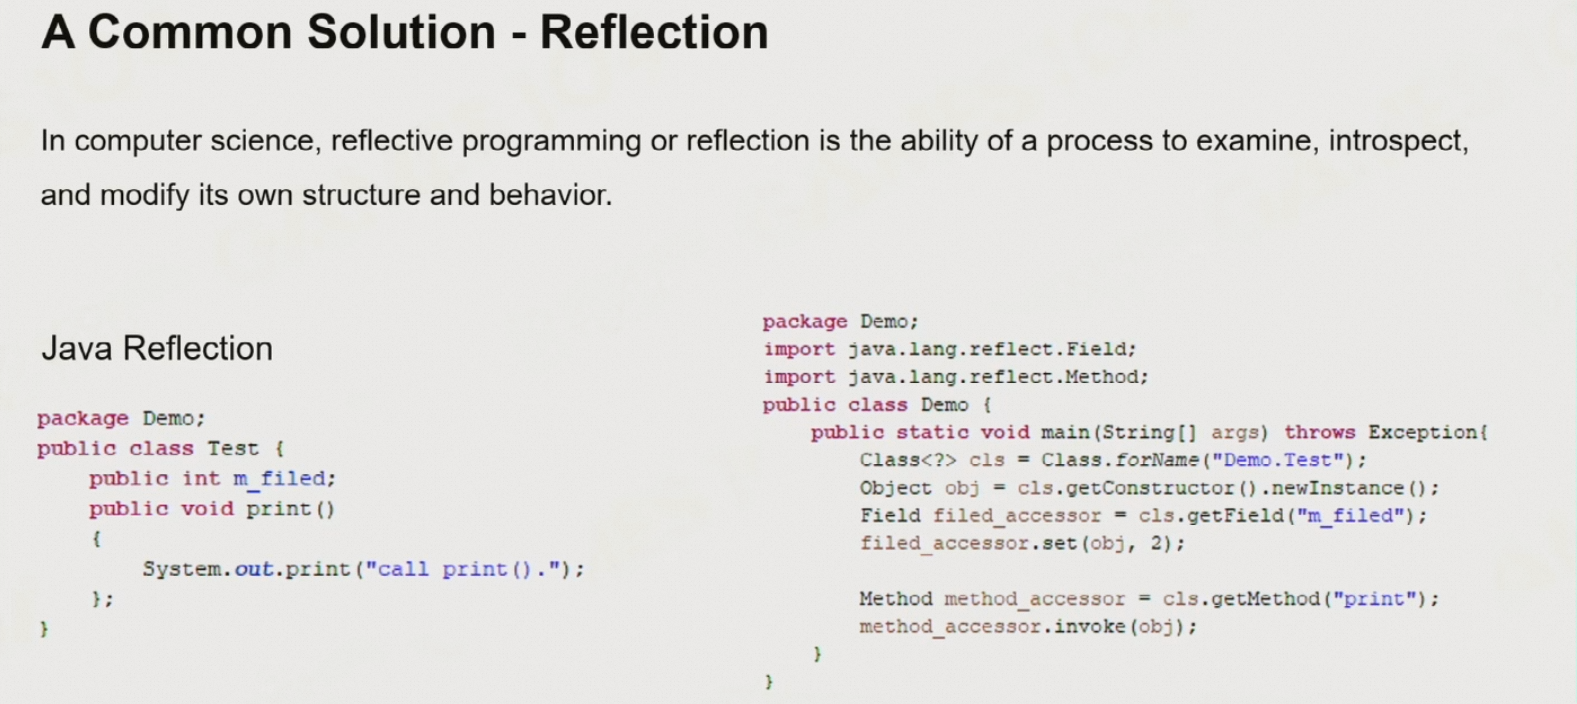 A Common Solution - Reflection
In computer science, reflective programming or reflection is the ability of a process to examine, introspect,
and modify its own structure and behavior.
Java Reflection
package Demo;
public class Test {
    public int m_filed;
    public void print()
    {
        System.out.print("call print().");
    };
}
package Demo;
import java.lang.reflect.Field;
import java.lang.reflect.Method;
public class Demo {
    public static void main(String[] args) throws Exception{
        Class<?> cls = Class.forName("Demo.Test");
        Object obj = cls.getConstructor().newInstance();
        Field filed_accessor = cls.getField("m_filed");
        filed_accessor.set(obj, 2);
        Method method_accessor = cls.getMethod("print");
        method_accessor.invoke(obj);
    }
}